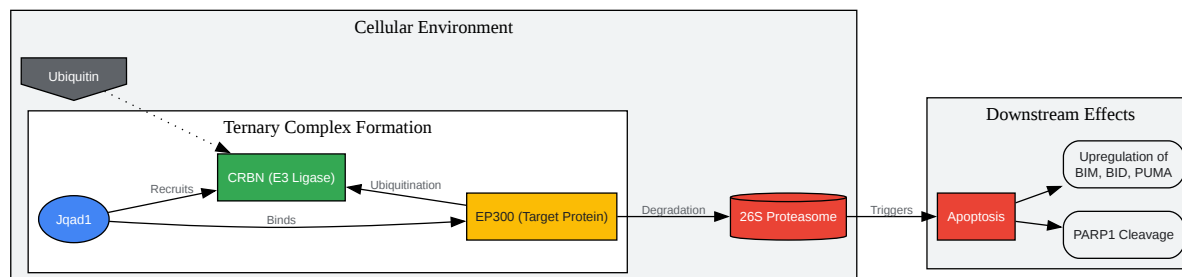 Cellular Environment
Ubiquitin
Ternary Complex Formation
CRBN (E3 Ligase)
Recruits
Ubiquitination
Jqad1
Binds
EP300 (Target Protein)
Degradation
26S Proteasome
Triggers
Downstream Effects
Apoptosis
Upregulation of
BIM, BID, PUMA
PARP1 Cleavage